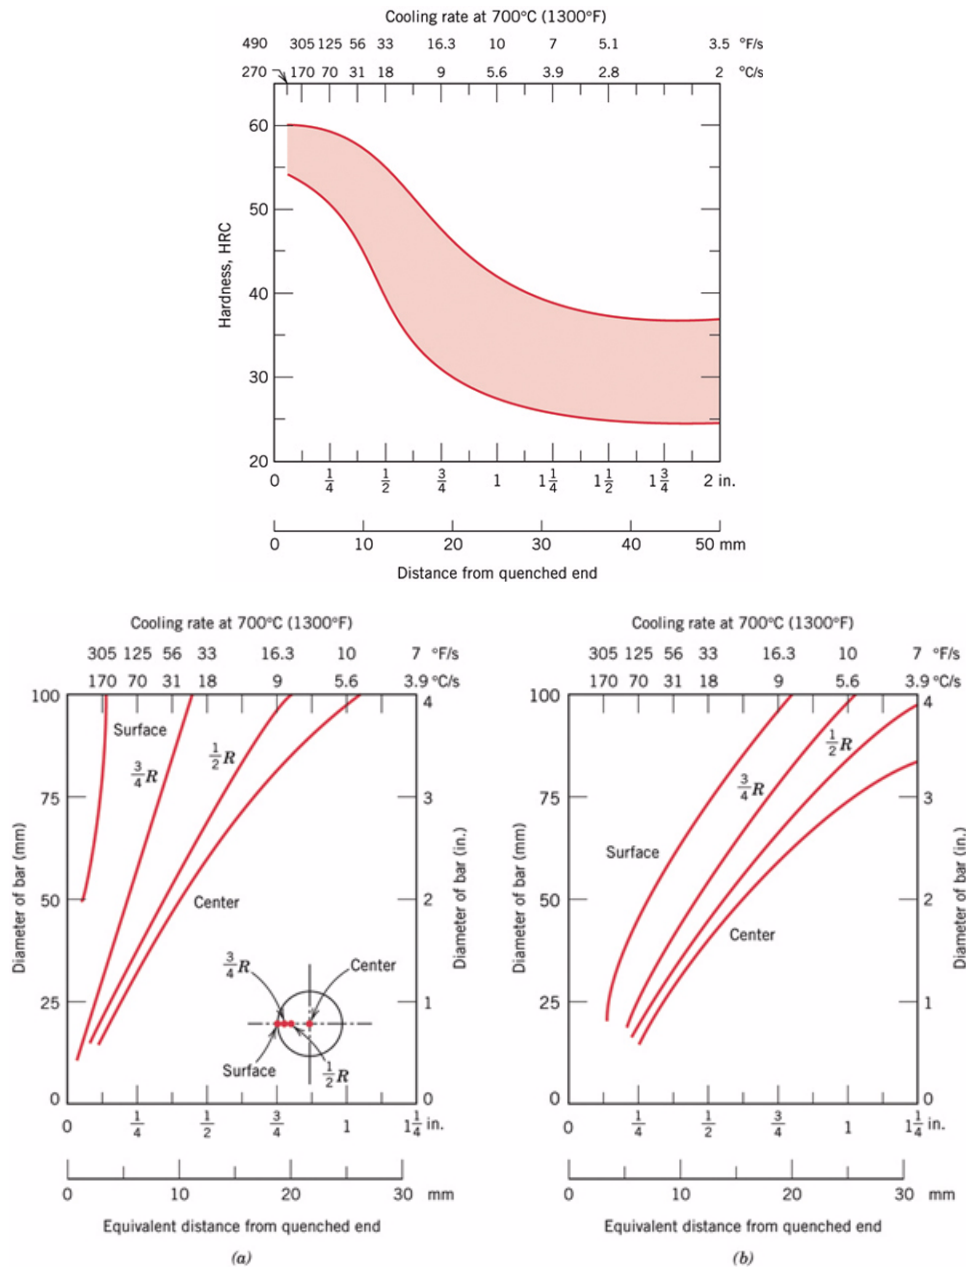 Cooling rate at 700°C (1300°F)
490 305 125 56 33 16.3 10 7 5.1 3.5 °F/s
270 170 70 31 18 9 5.6 3.9 2.8 2 °C/s
60
50
Hardness, HRC
40
30
20
0 1/4 1/2 3/4 1 1 1/4 1 1/2 1 3/4 2 in.
0 10 20 30 40 50 mm
Distance from quenched end
Cooling rate at 700°C (1300°F)
305 125 56 33 16.3 10 7 °F/s
170 70 31 18 9 5.6 3.9 °C/s
100 4
Surface
3/4 R
1/2 R
75 3
Diameter of bar (mm)
Diameter of bar (in.)
50 2
Center
3/4 R
Center
25 1
Surface
1/2 R
0 0
0 1/4 1/2 3/4 1 1 1/4 in.
0 10 20 30 mm
Equivalent distance from quenched end
(a)
Cooling rate at 700°C (1300°F)
305 125 56 33 16.3 10 7 °F/s
170 70 31 18 9 5.6 3.9 °C/s
100 4
1/2 R
3/4 R
75 3
Surface
Diameter of bar (mm)
Diameter of bar (in.)
50 2
Center
25 1
0 0
0 1/4 1/2 3/4 1 1 1/4 in.
0 10 20 30 mm
Equivalent distance from quenched end
(b)